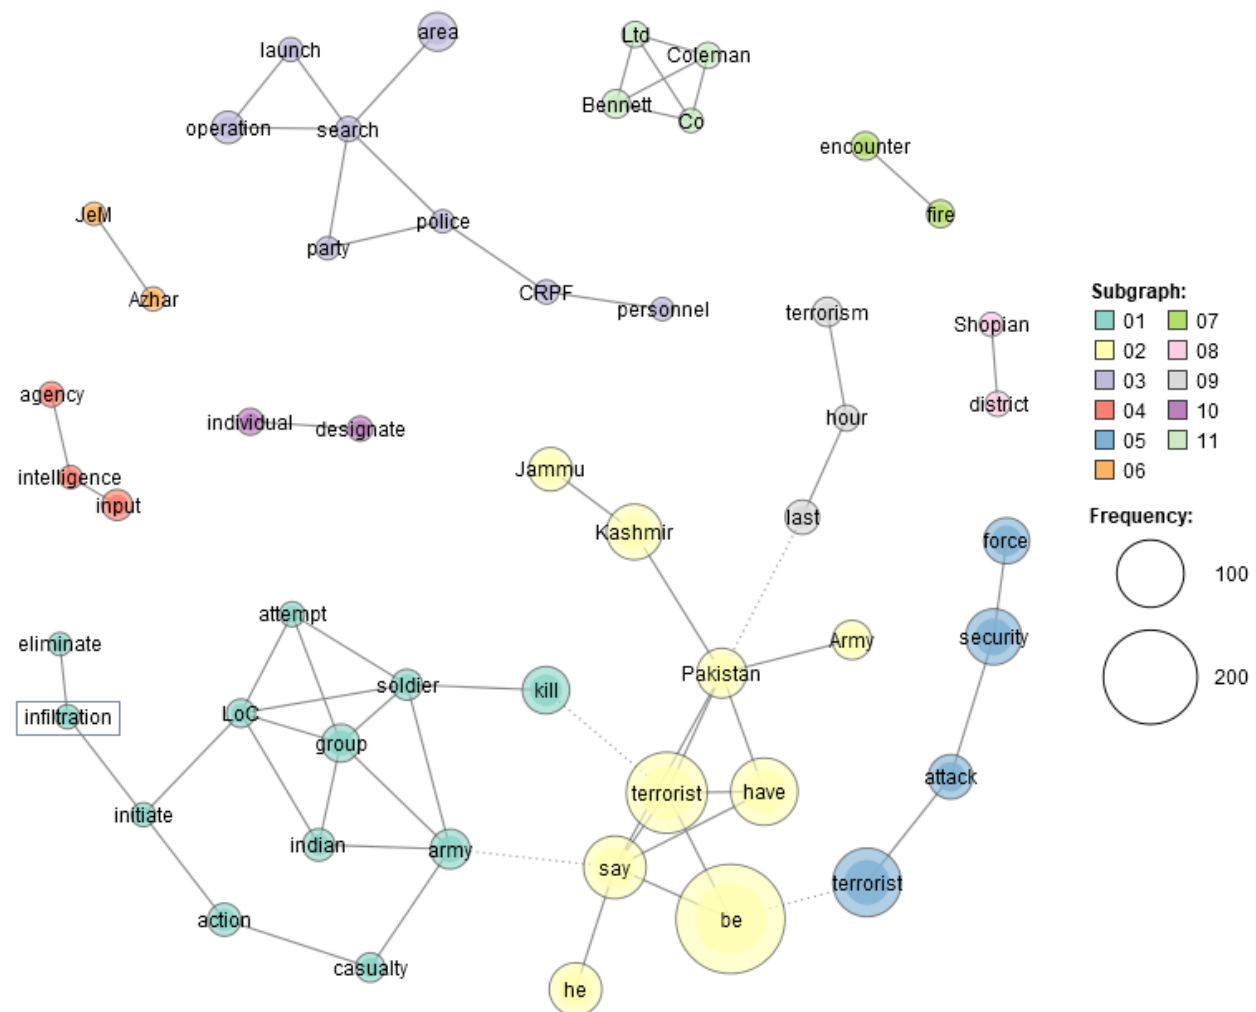 area
launch
Ltd
Coleman
Bennett
Co
operation
search
encounter
JeM
fire
police
party
Azhar
CRPF
personnel
terrorism
Shopian
Subgraph:
01 07
02 08
03 09
04 10
05 11
06
agency
individual
designate
hour
district
Jammu
intelligence
input
last
Kashmir
force
Frequency:
100
200
attempt
eliminate
security
Army
Pakistan
soldier
kill
infiltration
LoC
group
attack
terrorist
have
initiate
indian
army
say
terrorist
action
be
casualty
he